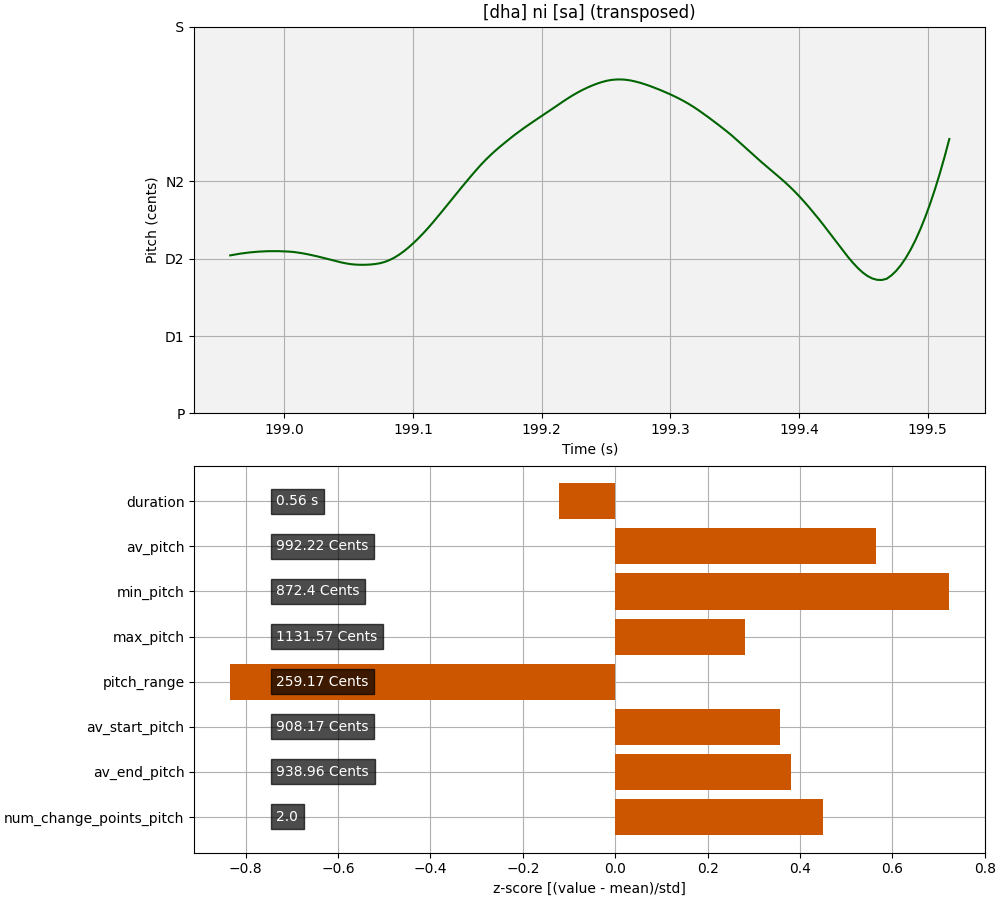 [dha] ni [sa] (transposed)
S
N2
D2
D1
P
Pitch (cents)
199.0 199.1 199.2 199.3 199.4 199.5
Time (s)
duration 0.56 s
av_pitch 992.22 Cents
min_pitch 872.4 Cents
max_pitch 1131.57 Cents
pitch_range 259.17 Cents
av_start_pitch 908.17 Cents
av_end_pitch 938.96 Cents
num_change_points_pitch 2.0
−0.8 −0.6 −0.4 −0.2 0.0 0.2 0.4 0.6 0.8
z-score [(value - mean)/std]